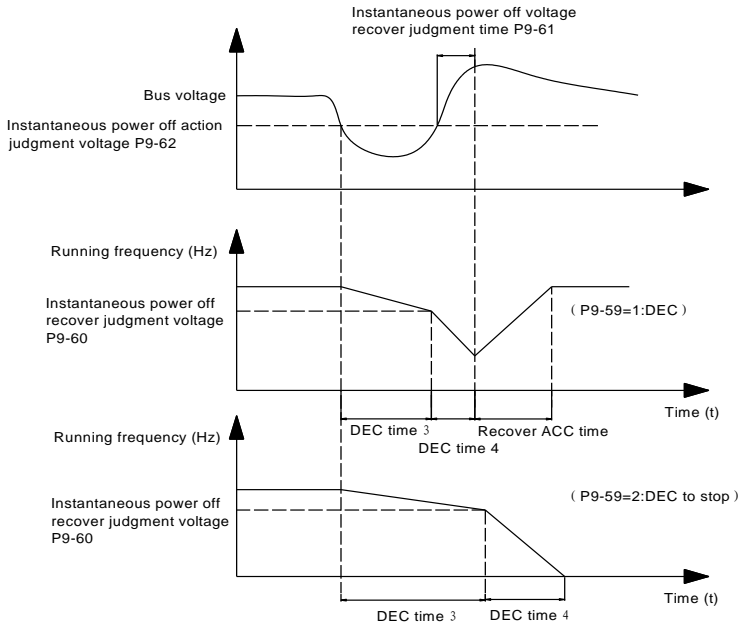 Instantaneous power off voltage
recover judgment time P9-61
Bus voltage
Instantaneous power off action
judgment voltage P9-62
Running frequency (Hz)
Instantaneous power off
recover judgment voltage
P9-60
( P9-59=1:DEC )
Time (t)
DEC time 3
Recover ACC time
DEC time 4
Running frequency (Hz)
Instantaneous power off
recover judgment voltage
P9-60
( P9-59=2:DEC to stop )
Time (t)
DEC time 3
DEC time 4